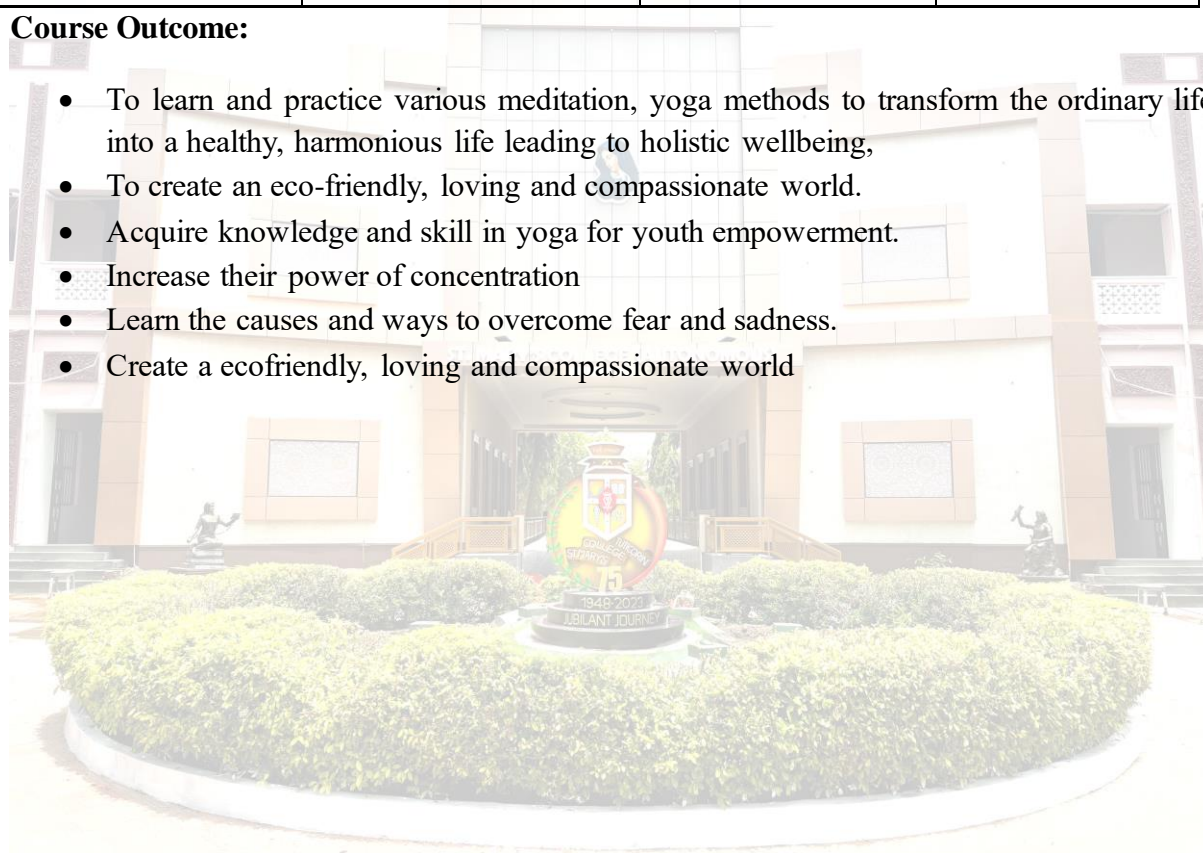 Course Outcome:
• To learn and practice various meditation, yoga methods to transform the ordinary life
into a healthy, harmonious life leading to holistic wellbeing,
• To create an eco-friendly, loving and compassionate world.
• Acquire knowledge and skill in yoga for youth empowerment.
• Increase their power of concentration
• Learn the causes and ways to overcome fear and sadness.
• Create a ecofriendly, loving and compassionate world
75
1948-2023
JUBILANT JOURNEY